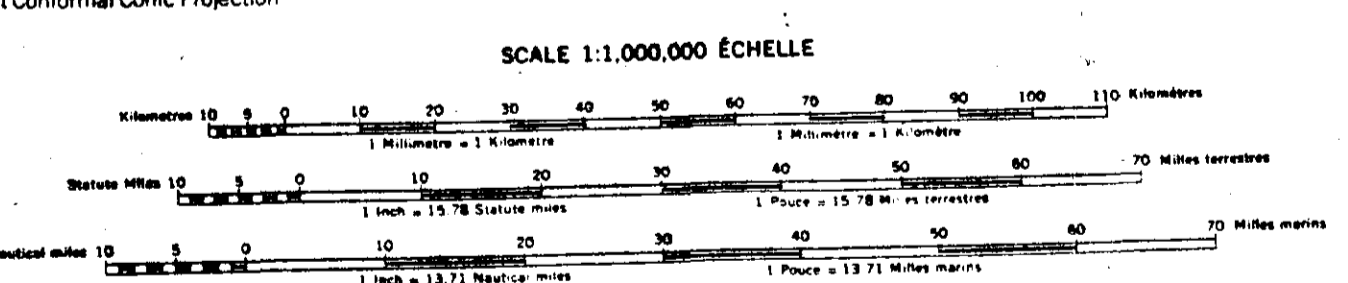 Conformal Conic Projection
SCALE 1:1,000,000 ÉCHELLE
Kilometres 10 5 0 10 20 30 40 50 60 70 80 90 100 110 Kilométres
1 Millimetre = 1 Kilometre 1 Millimètre = 1 Kilomètre
Statute Miles 10 5 0 10 20 30 40 50 60 70 Milles terrestres
1 Inch = 15.78 Statute miles 1 Pouce = 15.78 Milles terrestres
miles 10 5 0 10 20 30 40 50 60 70 Milles marins
1 Inch = 13.71 Nautical miles 1 Pouce = 13.71 Milles marins